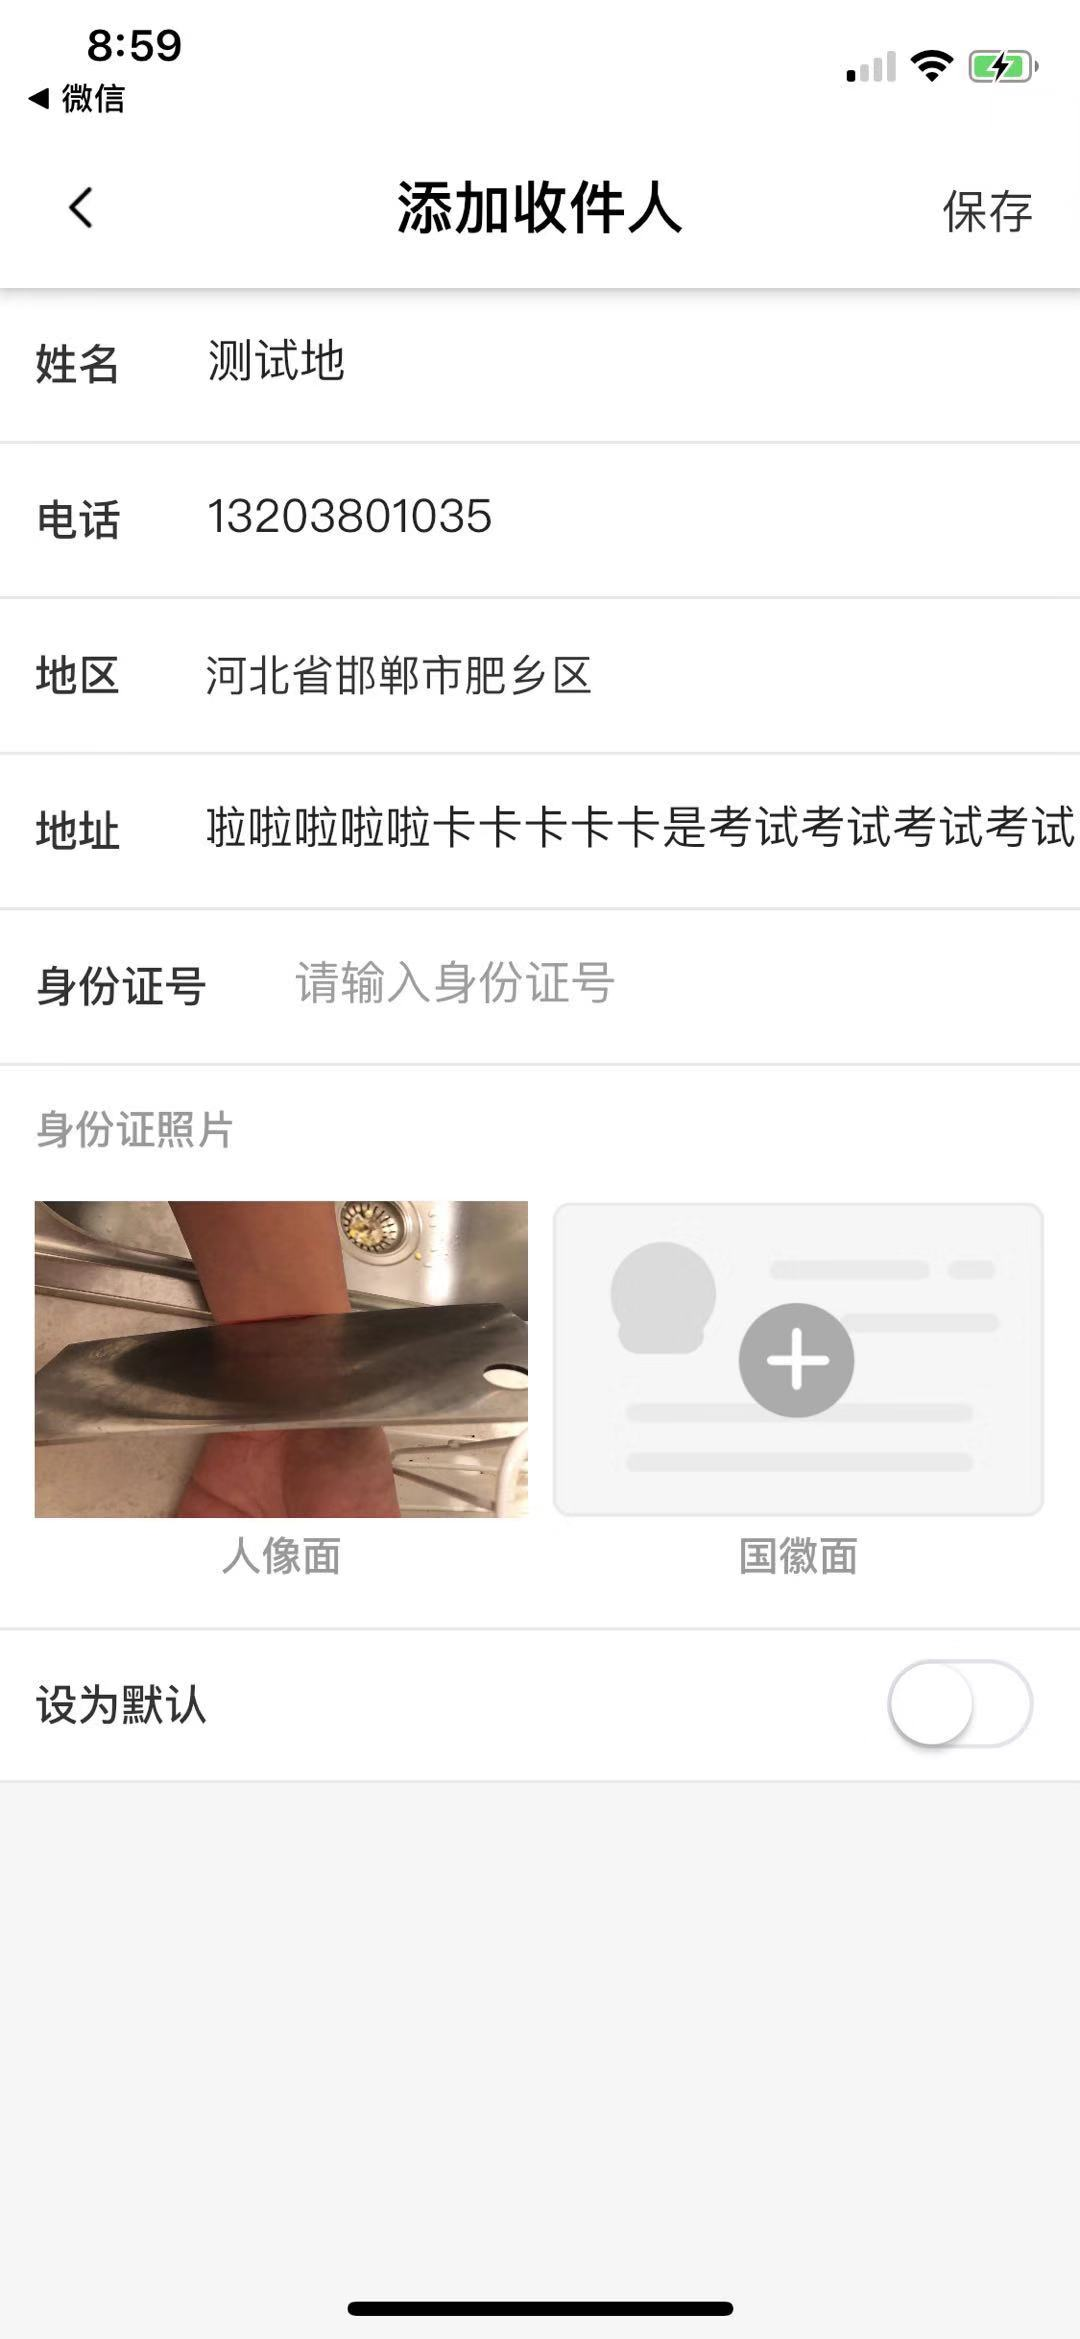 8:59
微信
添加收件人
保存
姓名 测试地
电话 13203801035
地区 河北省邯郸市肥乡区
地址 啦啦啦啦啦卡卡卡卡卡是考试考试考试考试
身份证号 请输入身份证号
身份证照片
人像面 国徽面
设为默认